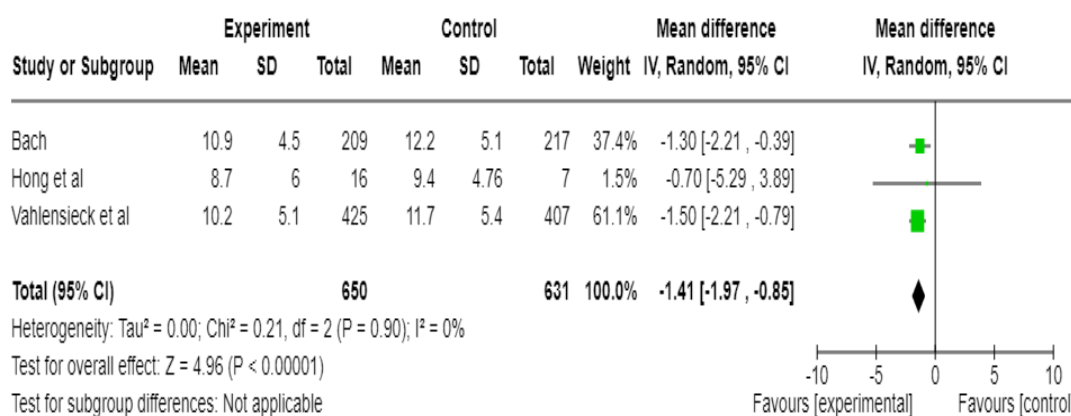 Experiment Control Mean difference Mean difference
Study or Subgroup Mean SD Total Mean SD Total Weight IV, Random, 95% CI IV, Random, 95% CI
Bach 10.9 4.5 209 12.2 5.1 217 37.4% -1.30 [-2.21 , -0.39]
Hong et al 8.7 6 16 9.4 4.76 7 1.5% -0.70 [-5.29 , 3.89]
Vahlensieck et al 10.2 5.1 425 11.7 5.4 407 61.1% -1.50 [-2.21 , -0.79]
Total (95% CI) 650 631 100.0% -1.41 [-1.97 , -0.85]
Heterogeneity: Tau² = 0.00; Chi² = 0.21, df = 2 (P = 0.90); I² = 0%
Test for overall effect: Z = 4.96 (P < 0.00001)
-10 -5 0 5 10
Test for subgroup differences: Not applicable
Favours [experimental] Favours [control